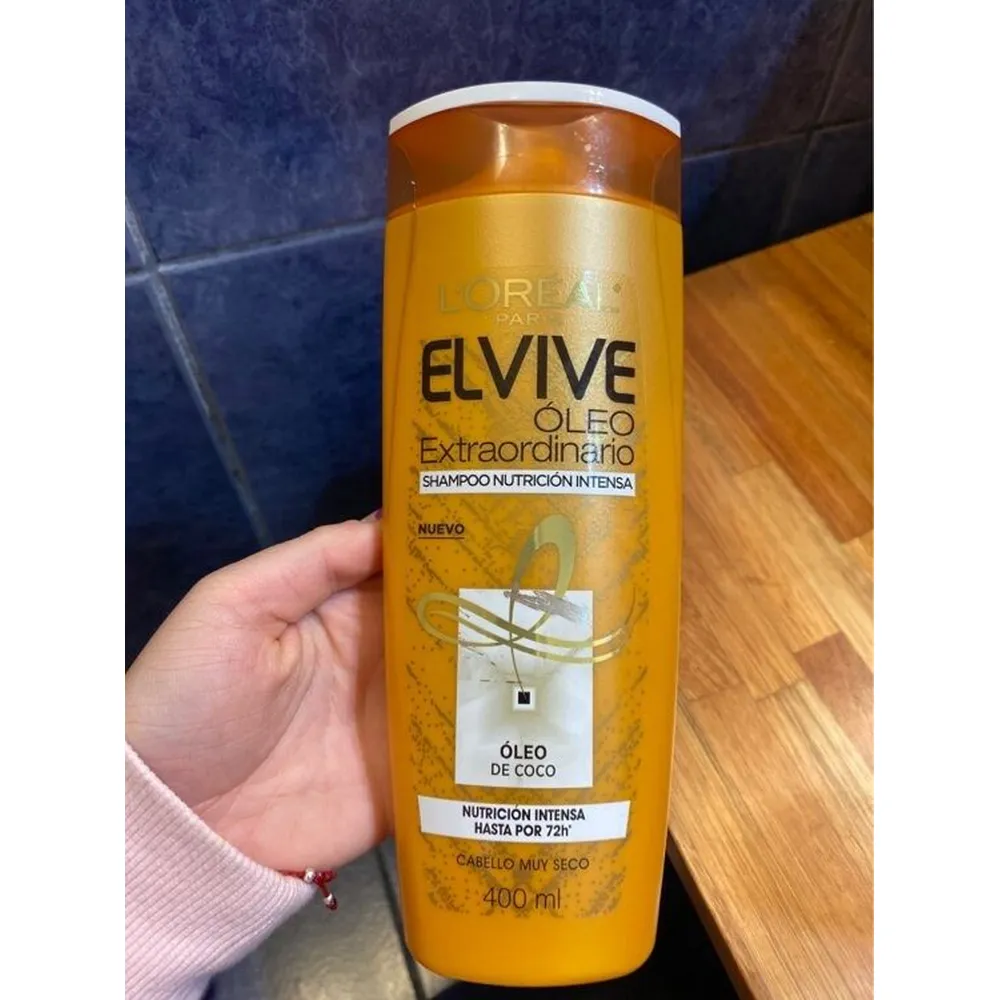 L'ORÉAL
PARIS
ELVIVE
ÓLEO
Extraordinario
SHAMPOO NUTRICIÓN INTENSA
NUEVO
ÓLEO
DE COCO
NUTRICIÓN INTENSA
HASTA POR 72h*
CABELLO MUY SECO
400 ml